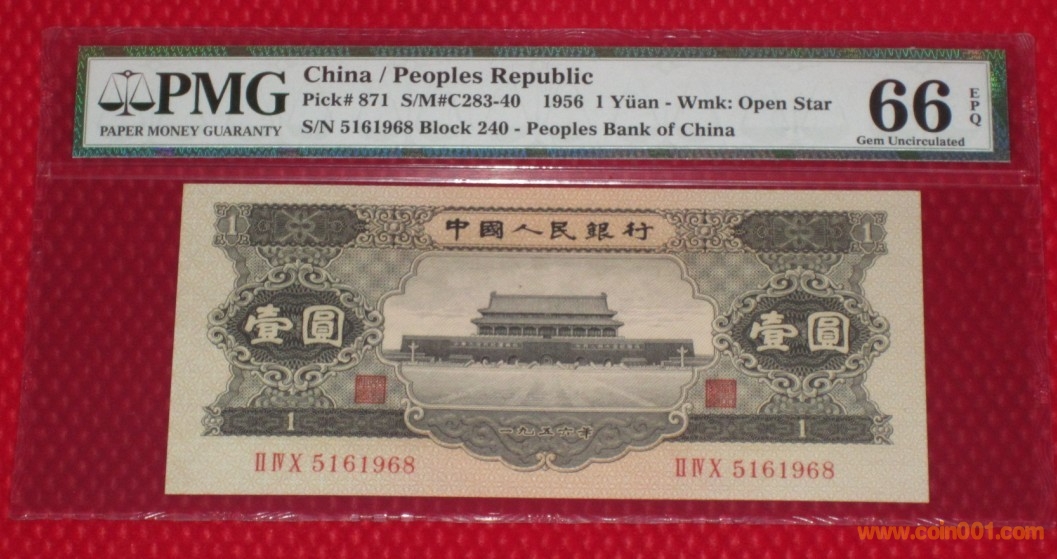 PMG
PAPER MONEY GUARANTY
China / Peoples Republic
Pick# 871 S/M#C283-40 1956 1 Yüan - Wmk: Open Star
S/N 5161968 Block 240 - Peoples Bank of China
66
EPQ
Gem Uncirculated
1 中國人民銀行 1
壹圓 壹圓
1 1
一九五六年
ⅡⅣⅩ 5161968 ⅡⅣⅩ 5161968
www.coin001.com